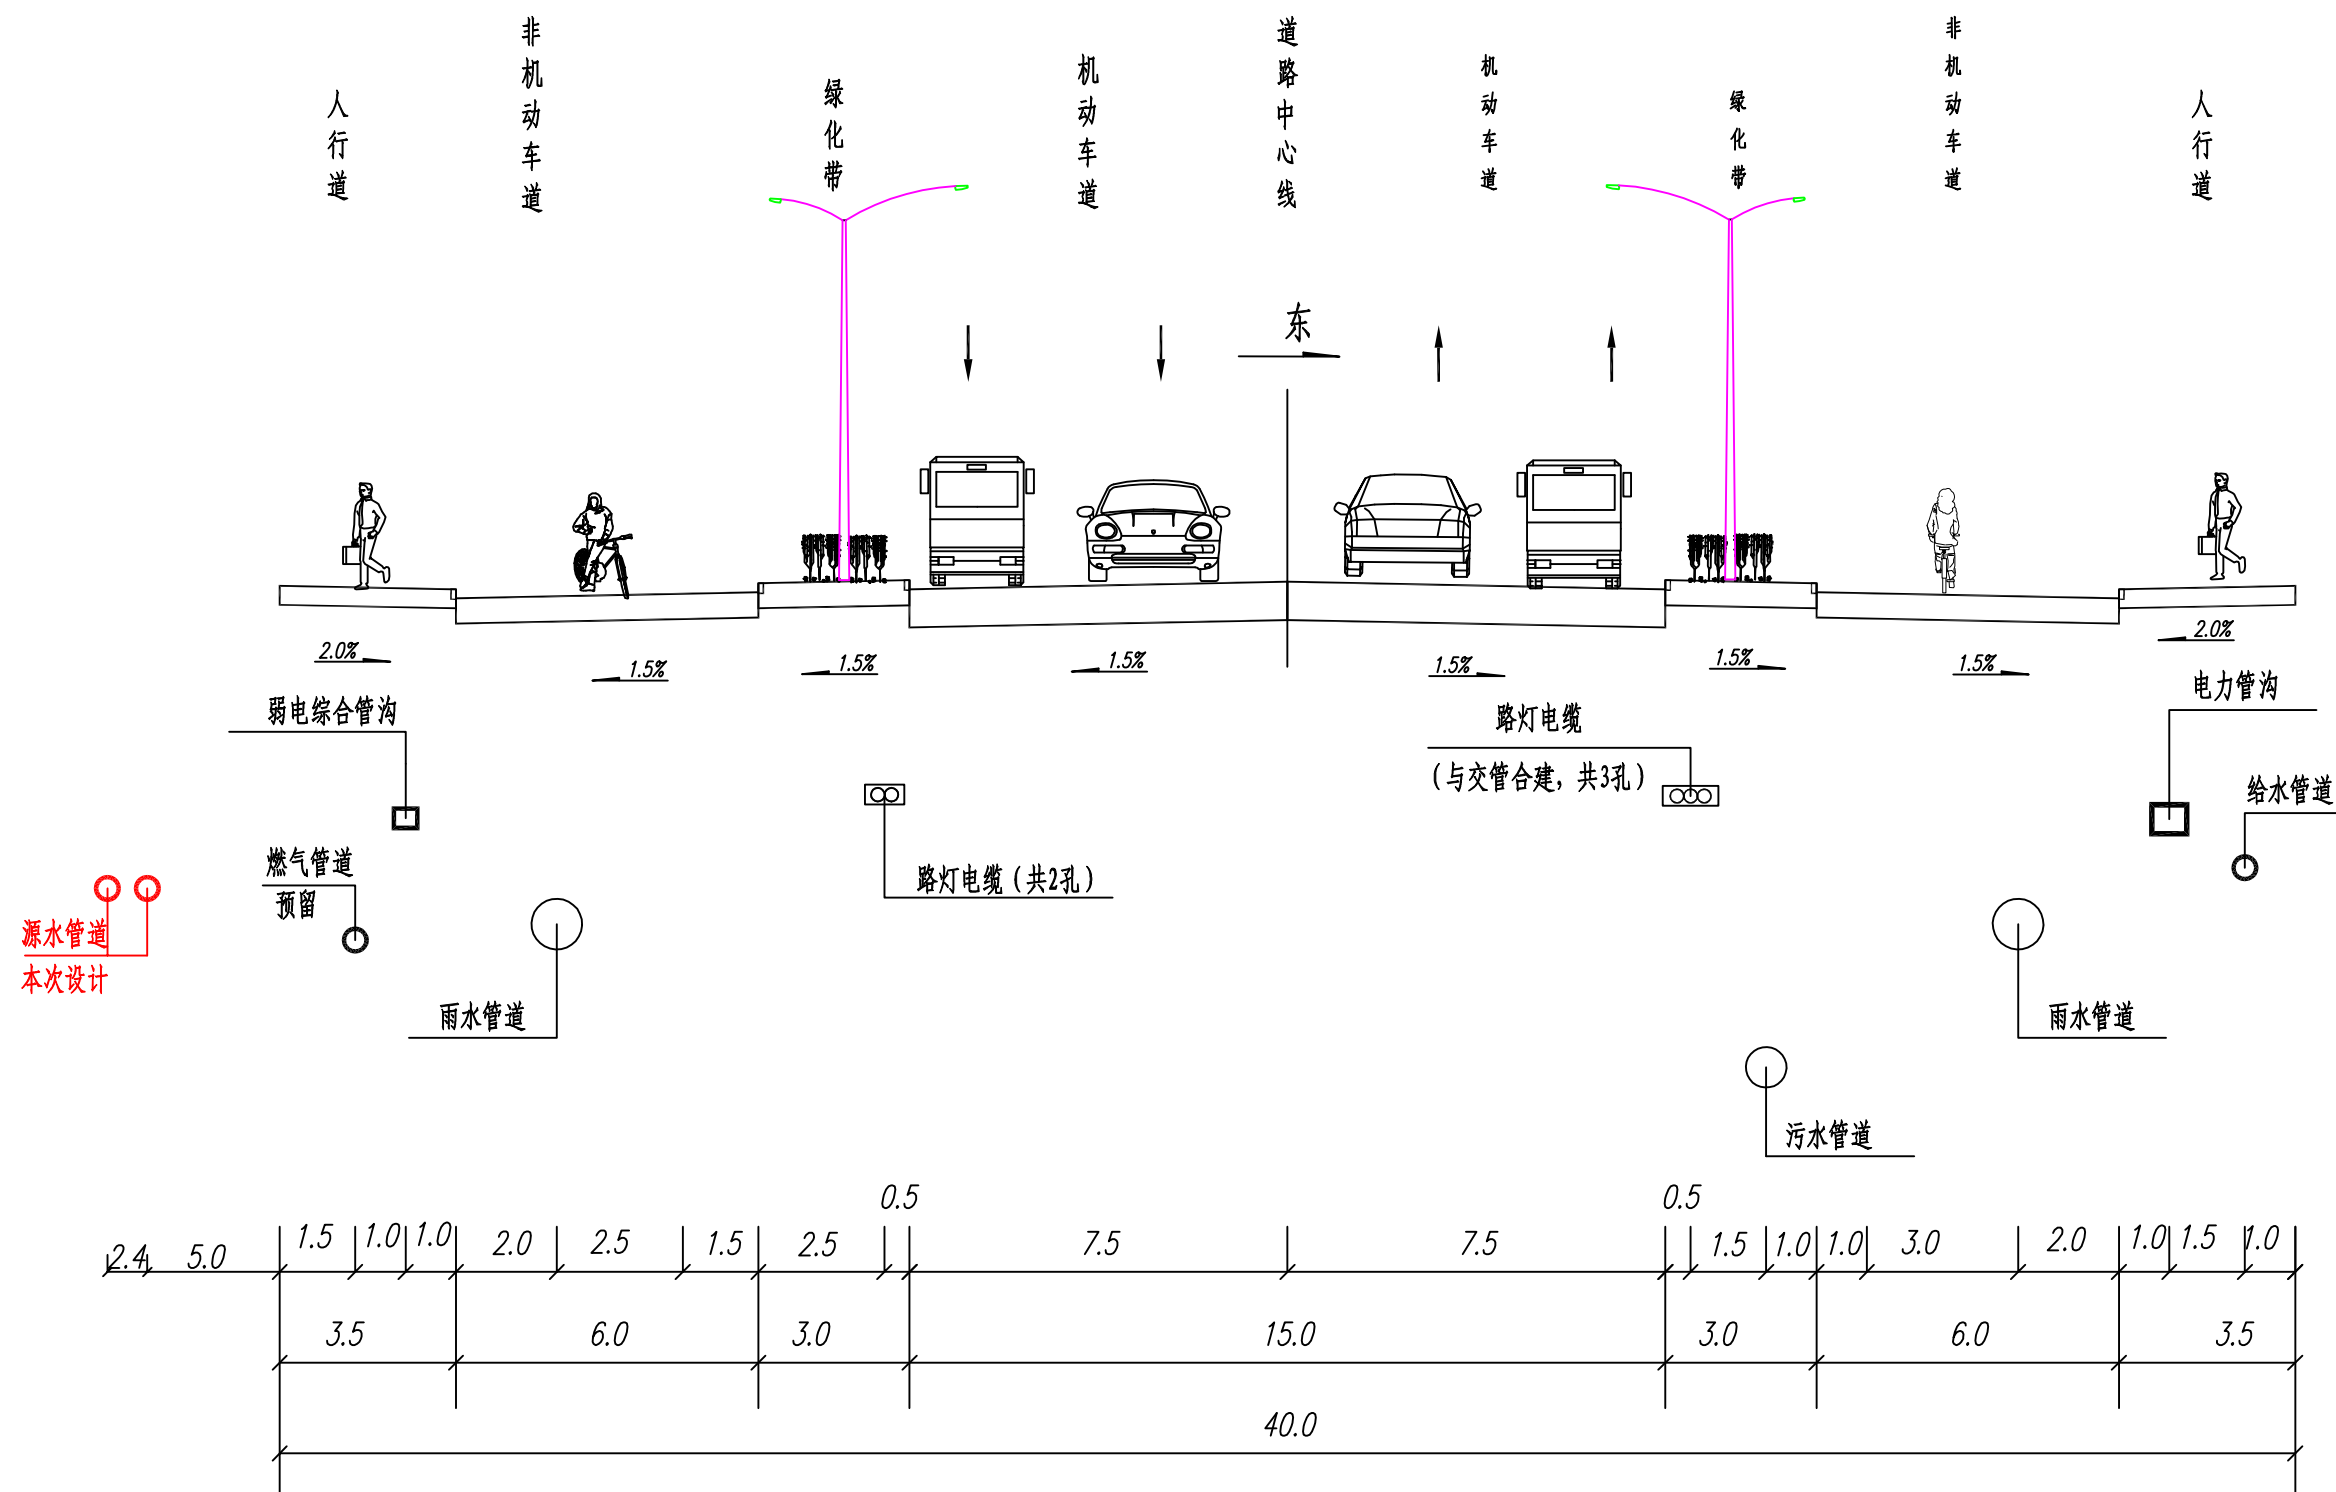 人行道
非机动车道
绿化带
机动车道
道路中心线
机动车道
绿化带
非机动车道
人行道
东
2.0%
1.5%
1.5%
1.5%
1.5%
1.5%
1.5%
2.0%
弱电综合管沟
路灯电缆
(与交管合建,共3孔)
电力管沟
给水管道
燃气管道
预留
路灯电缆(共2孔)
源水管道
本次设计
雨水管道
雨水管道
污水管道
0.5
0.5
2.4 5.0 1.5 1.0 1.0 2.0 2.5 1.5 2.5 7.5 7.5 1.5 1.0 1.0 3.0 2.0 1.0 1.5 1.0
3.5 6.0 3.0 15.0 3.0 6.0 3.5
40.0